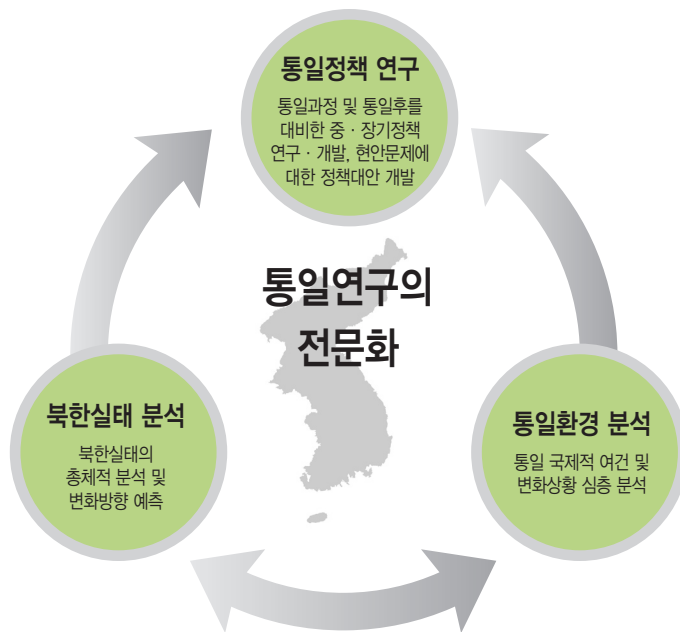 통일정책 연구
통일과정 및 통일후를
대비한 중 · 장기정책
연구 · 개발, 현안문제에
대한 정책대안 개발
통일연구의
전문화
북한실태 분석
북한실태의
총체적 분석 및
변화방향 예측
통일환경 분석
통일 국제적 여건 및
변화상황 심층 분석